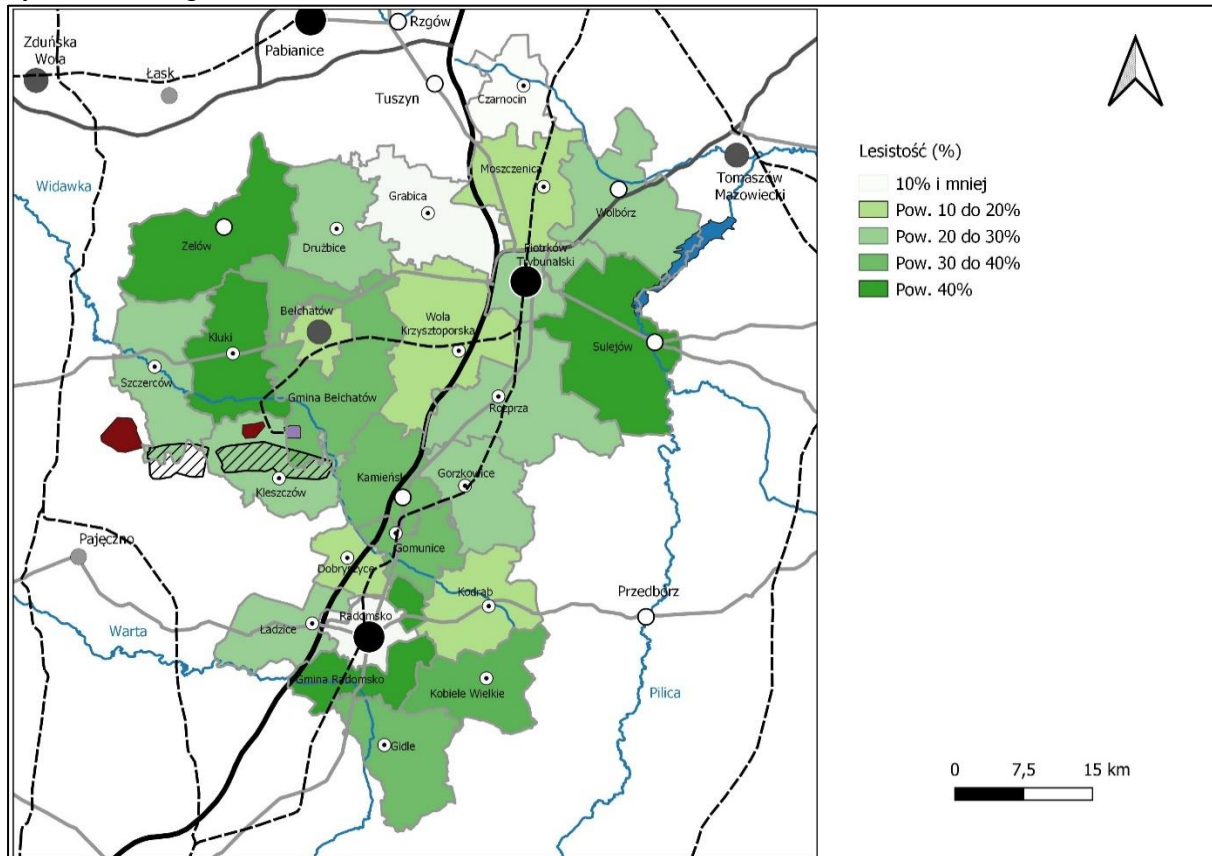 Rzgów
Pabianice
Zduńska
Wola
Łask
Tuszyn
Czarnocin
Moszczenica
Tomaszów
Mazowiecki
Widawka
Grabica
Wolbórz
Zelów
Drużbice
Piotrków
Trybunalski
Bełchatów
Wola
Krzysztoporska
Kluki
Sulejów
Szczerców
Gmina Bełchatów
Rozprza
Kamieńsk
Gorzkowice
Kleszczów
Pajęczno
Gomunice
Dobryszyce
Kodrąb
Przedbórz
Radomsko
Ładzice
Warta
Gmina Radomsko
Kobiele Wielkie
Pilica
Gidle
Lesistość (%)
10% i mniej
Pow. 10 do 20%
Pow. 20 do 30%
Pow. 30 do 40%
Pow. 40%
0 7,5 15 km